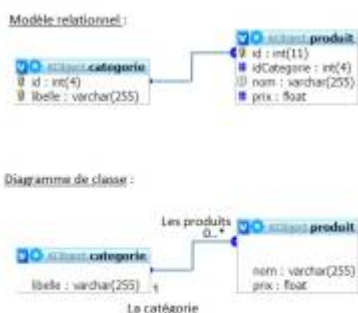 Modèle relationnel :
produit
id : int(11)
categorie
idCategorie : int(4)
id : int(4)
nom : varchar(255)
libelle : varchar(255)
prix : float
Diagramme de classe :
Les produits
0..*
produit
categorie
nom : varchar(255)
libelle : varchar(255)
1
prix : float
La catégorie